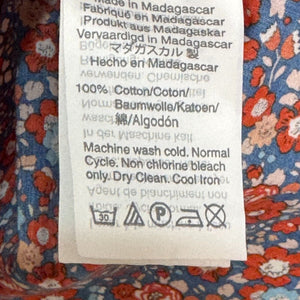 Made in Madagascar
Fabriqué en Madagascar
Produkt aus Madagaskar
Vervaardigd in Madagascar
マダガスカル 製
Hecho en Madagascar
100% Cotton/Coton/
Baumwolle/Katoen/
綿/Algodón
Machine wash cold. Normal
Cycle. Non chlorine bleach
only. Dry Clean. Cool Iron
30
P